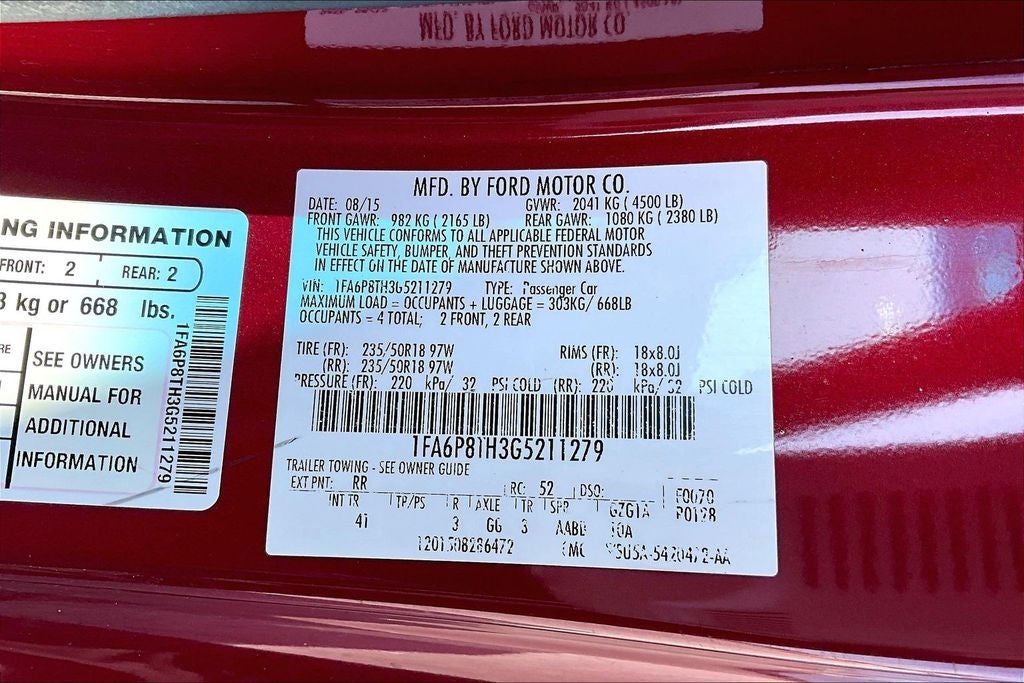 MFD. BY FORD MOTOR CO.
MFD. BY FORD MOTOR CO.
DATE: 08/15 GVWR: 2041 KG ( 4500 LB)
FRONT GAWR: 982 KG ( 2165 LB) REAR GAWR: 1080 KG ( 2380 LB)
THIS VEHICLE CONFORMS TO ALL APPLICABLE FEDERAL MOTOR
VEHICLE SAFETY, BUMPER, AND THEFT PREVENTION STANDARDS
IN EFFECT ON THE DATE OF MANUFACTURE SHOWN ABOVE.
VIN: 1FA6P8TH3G5211279 TYPE: Passenger Car
MAXIMUM LOAD = OCCUPANTS + LUGGAGE = 303KG/ 668LB
OCCUPANTS = 4 TOTAL; 2 FRONT, 2 REAR
TIRE (FR): 235/50R18 97W RIMS (FR): 18x8.0J
(RR): 235/50R18 97W (RR): 18x8.0J
PRESSURE (FR): 220 kPa/ 32 PSI COLD (RR): 220 kPa/ 32 PSI COLD
1FA6P8TH3G5211279
TRAILER TOWING - SEE OWNER GUIDE
EXT PNT: RR RC: 52 DSO:
INT TR TP/PS R AXLE TR SPR
41 3 GG 3 AABB
1201508286472
NG INFORMATION
FRONT: 2 REAR: 2
kg or 668 lbs.
SEE OWNERS
MANUAL FOR
ADDITIONAL
INFORMATION
1FA6P8TH3G5211279